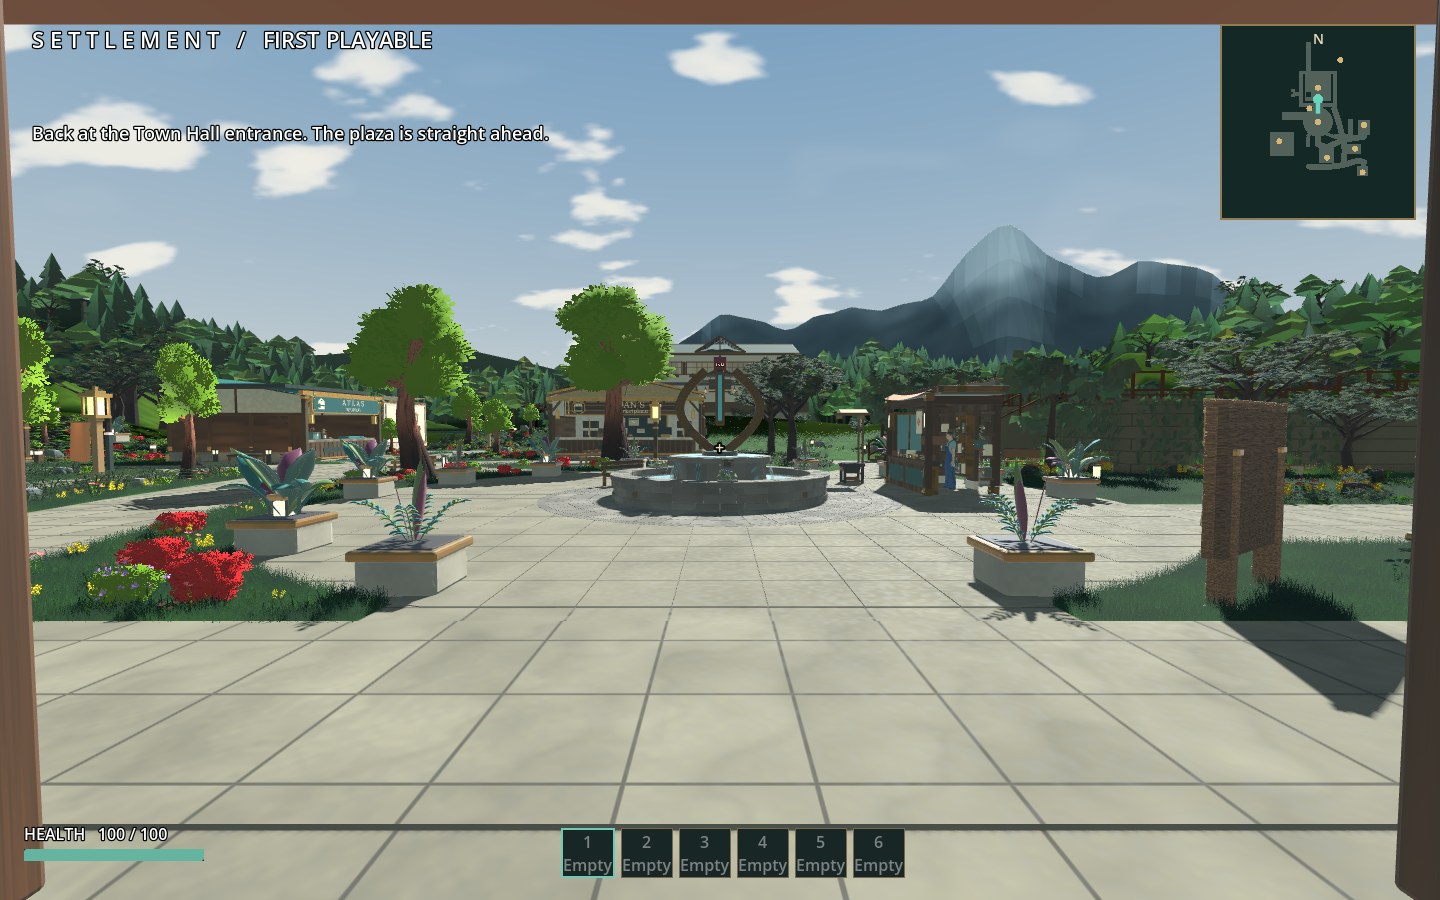 SETTLEMENT / FIRST PLAYABLE
N
Back at the Town Hall entrance. The plaza is straight ahead.
ATLAS
HEALTH 100 / 100
1
Empty
2
Empty
3
Empty
4
Empty
5
Empty
6
Empty